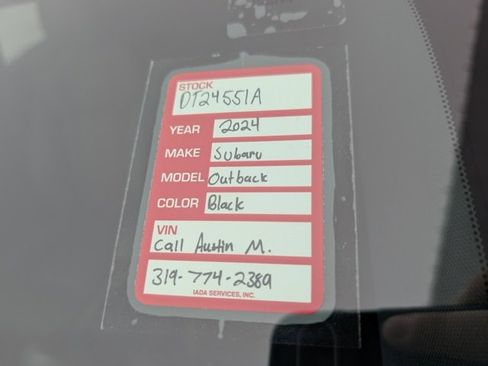 STOCK
DT24551A
YEAR 2024
MAKE Subaru
MODEL Outback
COLOR Black
VIN
Call Austin M.
319-774-2389
IADA SERVICES, INC.